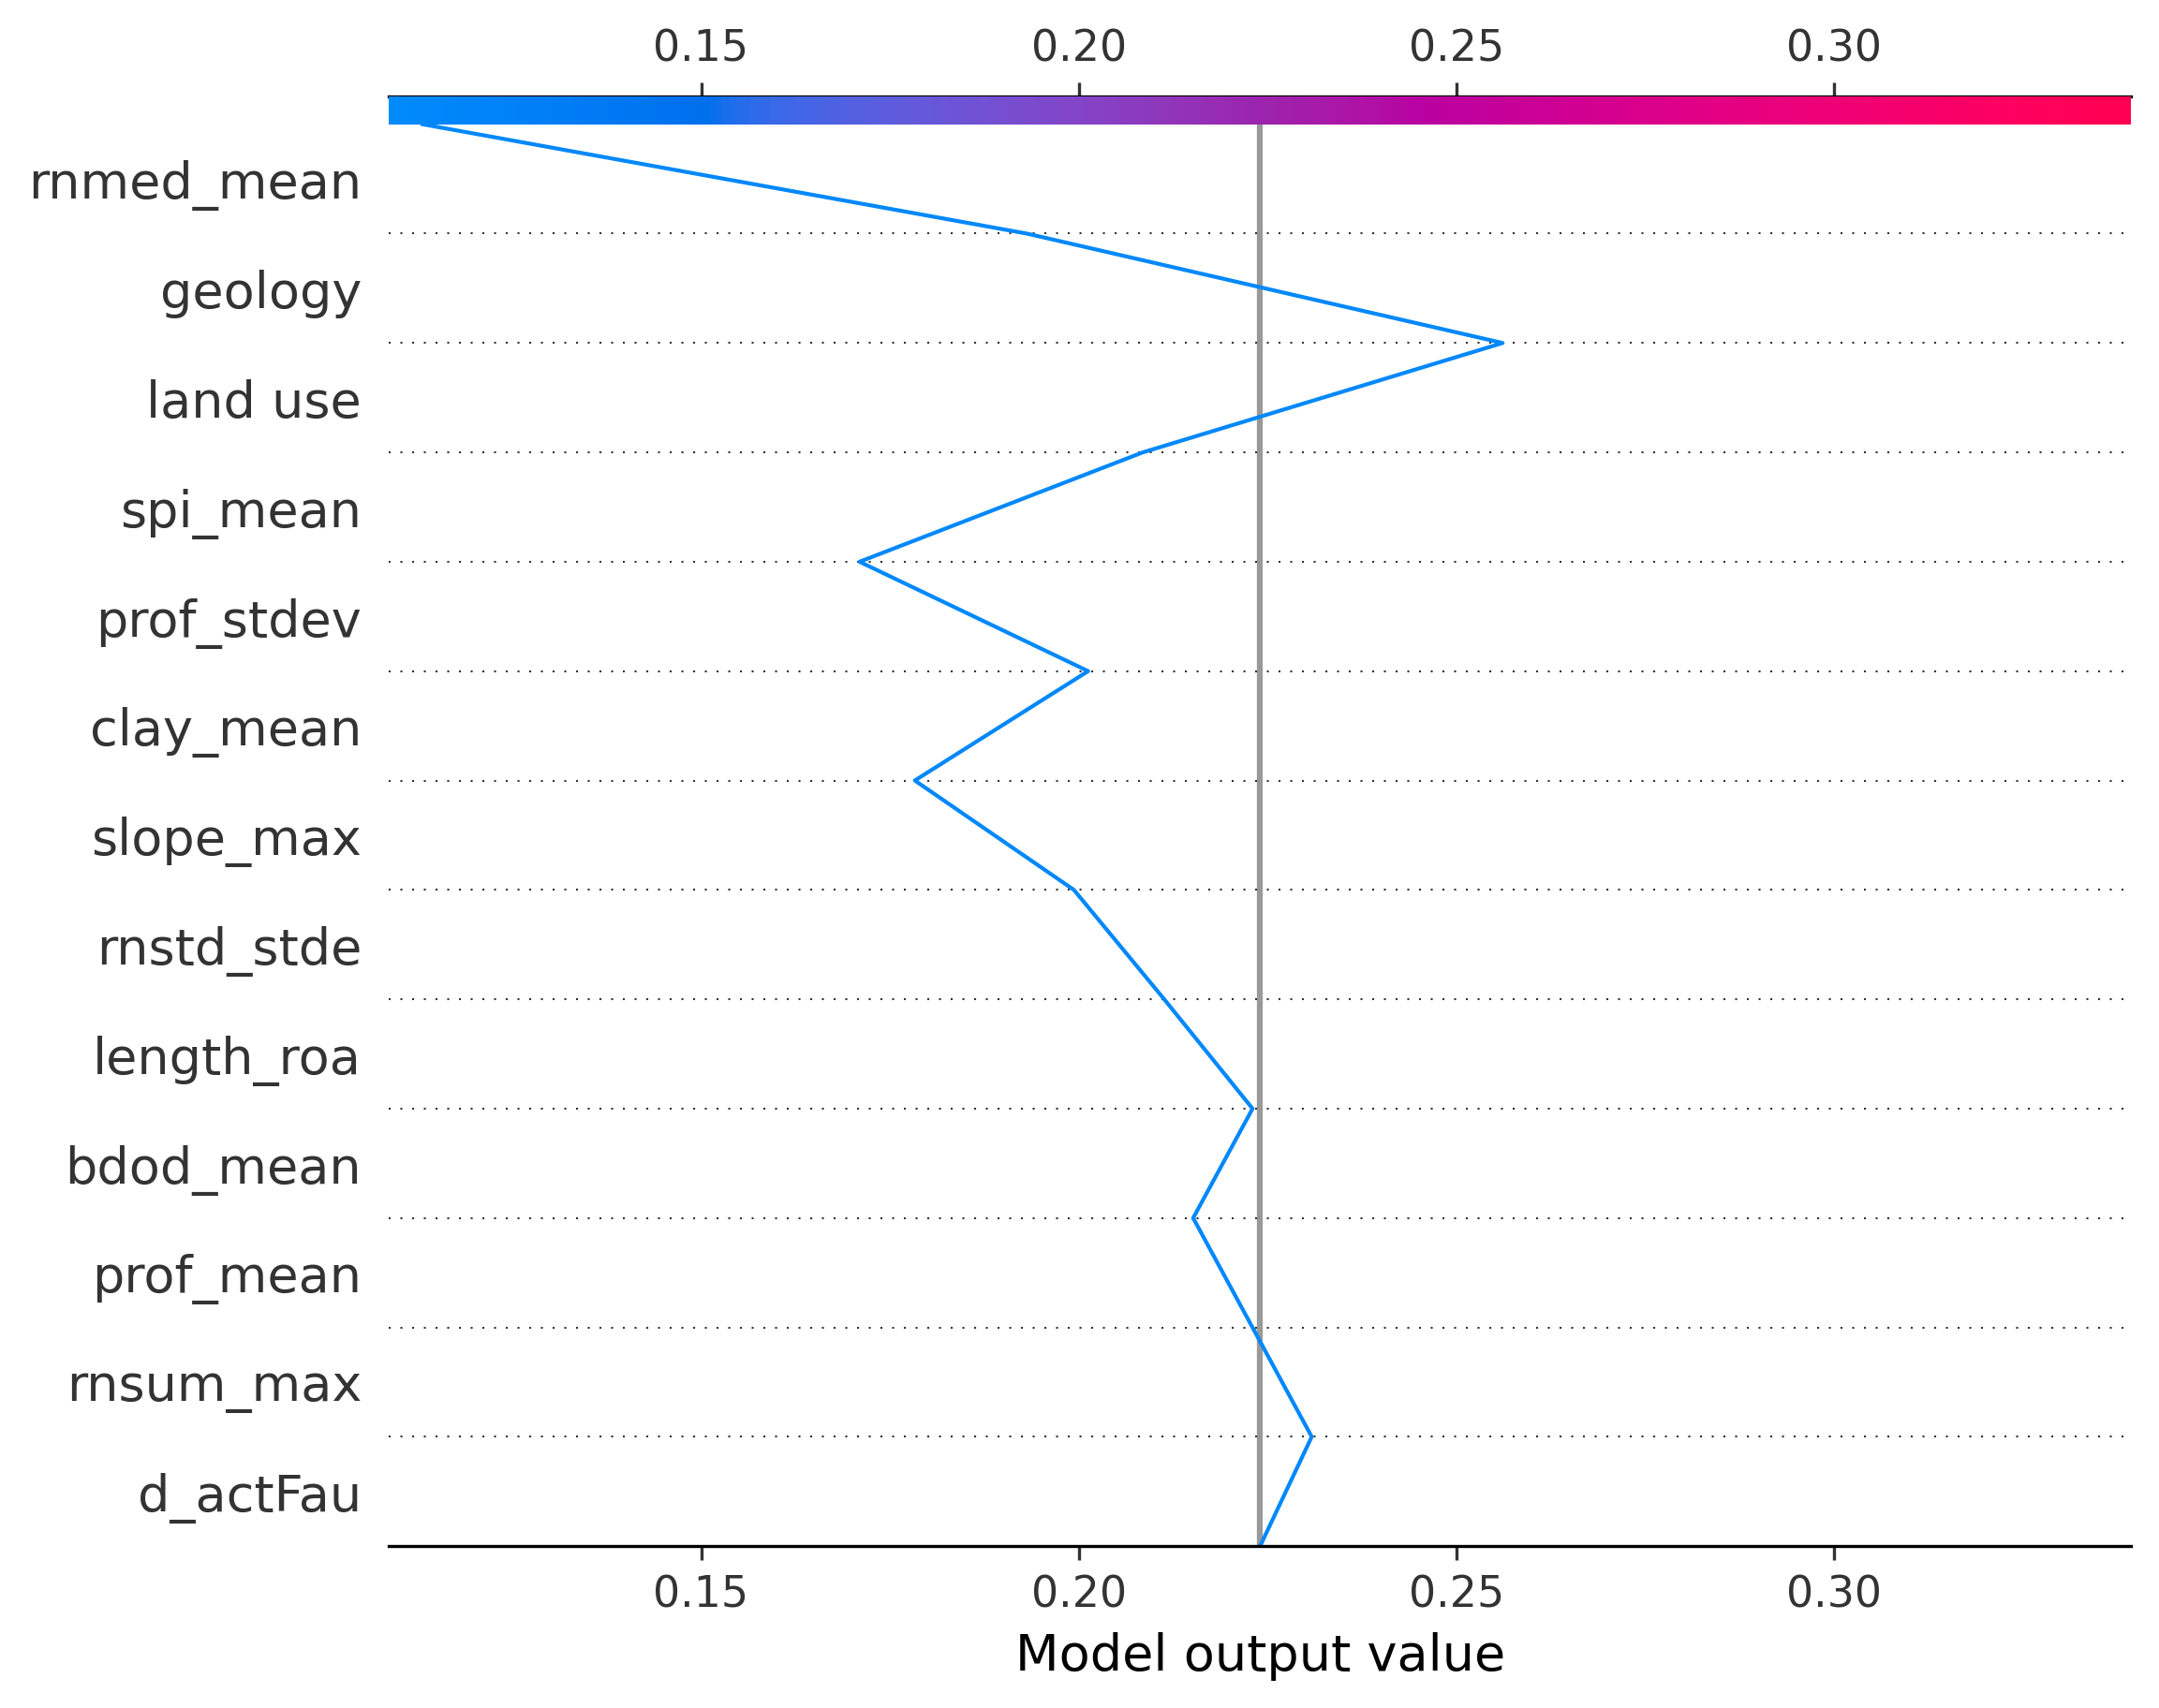 0.15 0.20 0.25 0.30
rnmed_mean
geology
land use
spi_mean
prof_stdev
clay_mean
slope_max
rnstd_stde
length_roa
bdod_mean
prof_mean
rnsum_max
d_actFau
0.15 0.20 0.25 0.30
Model output value